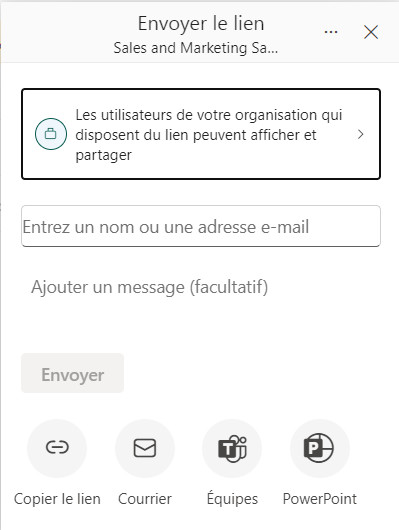 Envoyer le lien
Sales and Marketing Sa...
Les utilisateurs de votre organisation qui
disposent du lien peuvent afficher et
partager
Entrez un nom ou une adresse e-mail
Ajouter un message (facultatif)
Envoyer
Copier le lien
Courrier
Équipes
PowerPoint